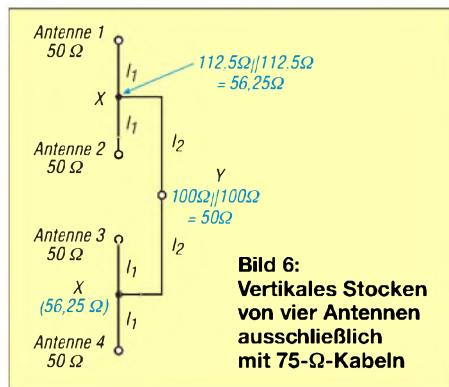 Antenne 1
50 Ω
l1
112.5Ω//112.5Ω
= 56,25Ω
X
l1
Antenne 2
50 Ω
l2
Y
100Ω//100Ω
= 50Ω
Antenne 3
50 Ω
l1
l2
X
(56,25 Ω)
l1
Antenne 4
50 Ω
Bild 6:
Vertikales Stocken
von vier Antennen
ausschließlich
mit 75-Ω-Kabeln